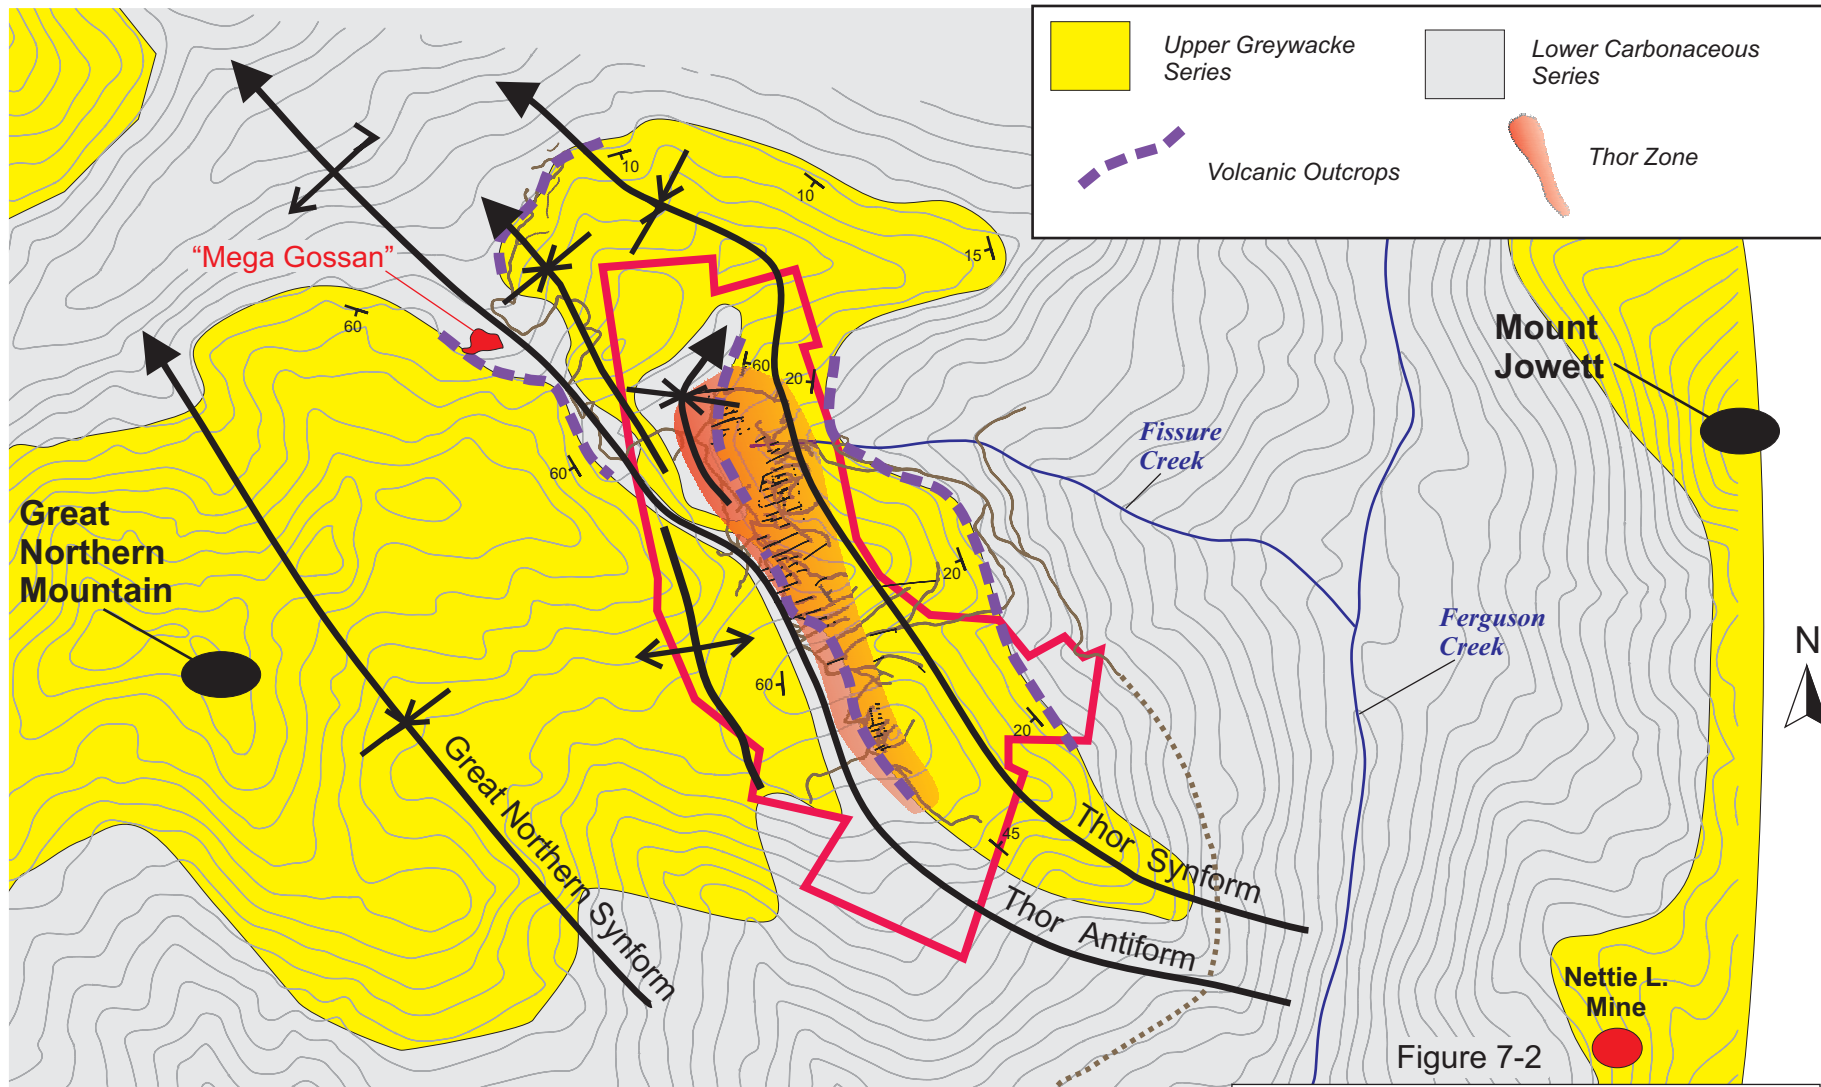 Upper Greywacke
Series
Lower Carbonaceous
Series
Volcanic Outcrops
Thor Zone
10
10
15
"Mega Gossan"
60
60
20
Mount
Jowett
Fissure
Creek
60
Great
Northern
Mountain
20
Ferguson
Creek
N
60
20
Great Northern Synform
45
Thor Synform
Thor Antiform
Nettie L.
Mine
Figure 7-2